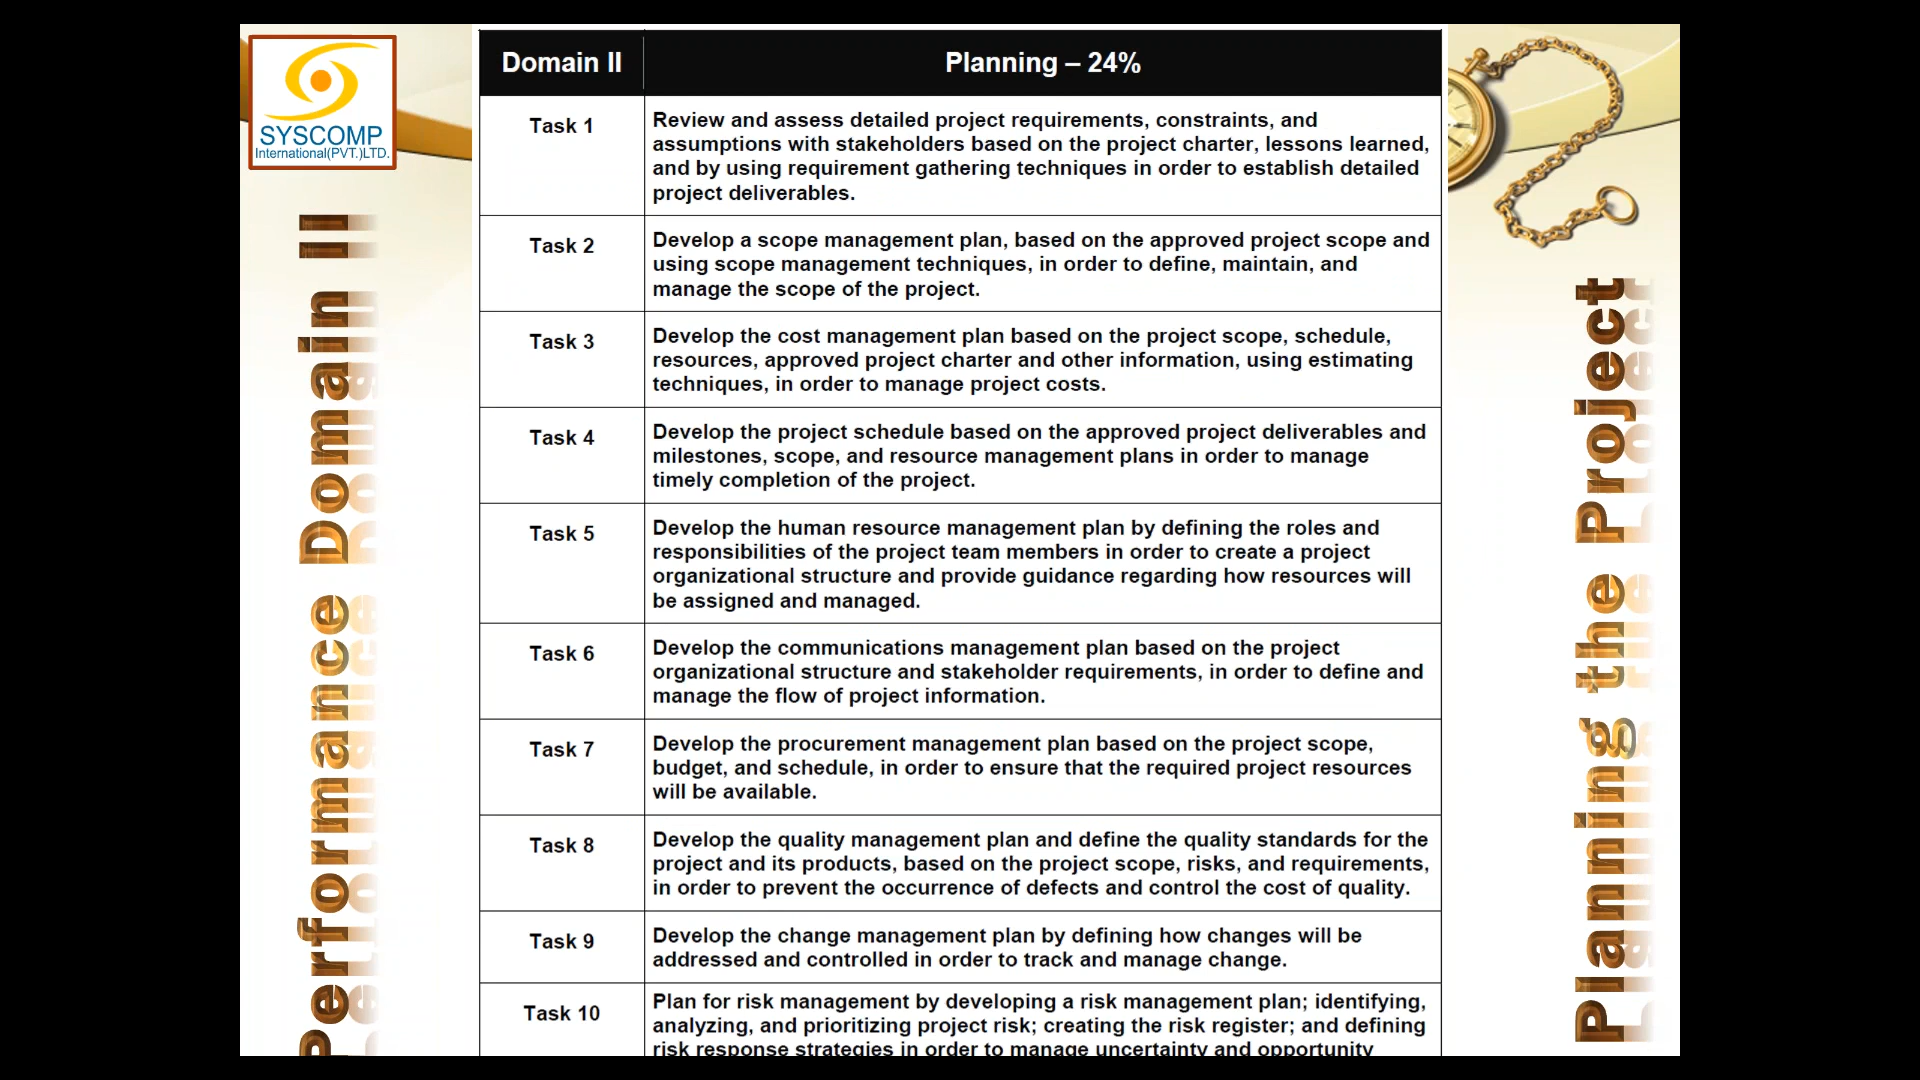 SYSCOMP
International(PVT.)LTD.
Performance Domain II
Domain II
Planning – 24%
Task 1
Review and assess detailed project requirements, constraints, and
assumptions with stakeholders based on the project charter, lessons learned,
and by using requirement gathering techniques in order to establish detailed
project deliverables.
Task 2
Develop a scope management plan, based on the approved project scope and
using scope management techniques, in order to define, maintain, and
manage the scope of the project.
Task 3
Develop the cost management plan based on the project scope, schedule,
resources, approved project charter and other information, using estimating
techniques, in order to manage project costs.
Task 4
Develop the project schedule based on the approved project deliverables and
milestones, scope, and resource management plans in order to manage
timely completion of the project.
Task 5
Develop the human resource management plan by defining the roles and
responsibilities of the project team members in order to create a project
organizational structure and provide guidance regarding how resources will
be assigned and managed.
Task 6
Develop the communications management plan based on the project
organizational structure and stakeholder requirements, in order to define and
manage the flow of project information.
Task 7
Develop the procurement management plan based on the project scope,
budget, and schedule, in order to ensure that the required project resources
will be available.
Task 8
Develop the quality management plan and define the quality standards for the
project and its products, based on the project scope, risks, and requirements,
in order to prevent the occurrence of defects and control the cost of quality.
Task 9
Develop the change management plan by defining how changes will be
addressed and controlled in order to track and manage change.
Task 10
Plan for risk management by developing a risk management plan; identifying,
analyzing, and prioritizing project risk; creating the risk register; and defining
risk response strategies in order to manage uncertainty and opportunity
Planning the Project